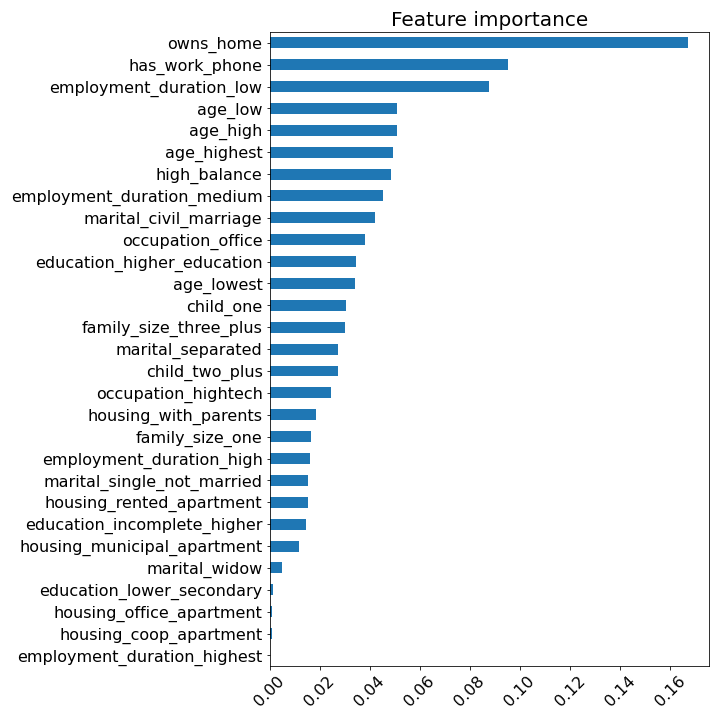 Feature importance
owns_home
has_work_phone
employment_duration_low
age_low
age_high
age_highest
high_balance
employment_duration_medium
marital_civil_marriage
occupation_office
education_higher_education
age_lowest
child_one
family_size_three_plus
marital_separated
child_two_plus
occupation_hightech
housing_with_parents
family_size_one
employment_duration_high
marital_single_not_married
housing_rented_apartment
education_incomplete_higher
housing_municipal_apartment
marital_widow
education_lower_secondary
housing_office_apartment
housing_coop_apartment
employment_duration_highest
0.00 0.02 0.04 0.06 0.08 0.10 0.12 0.14 0.16